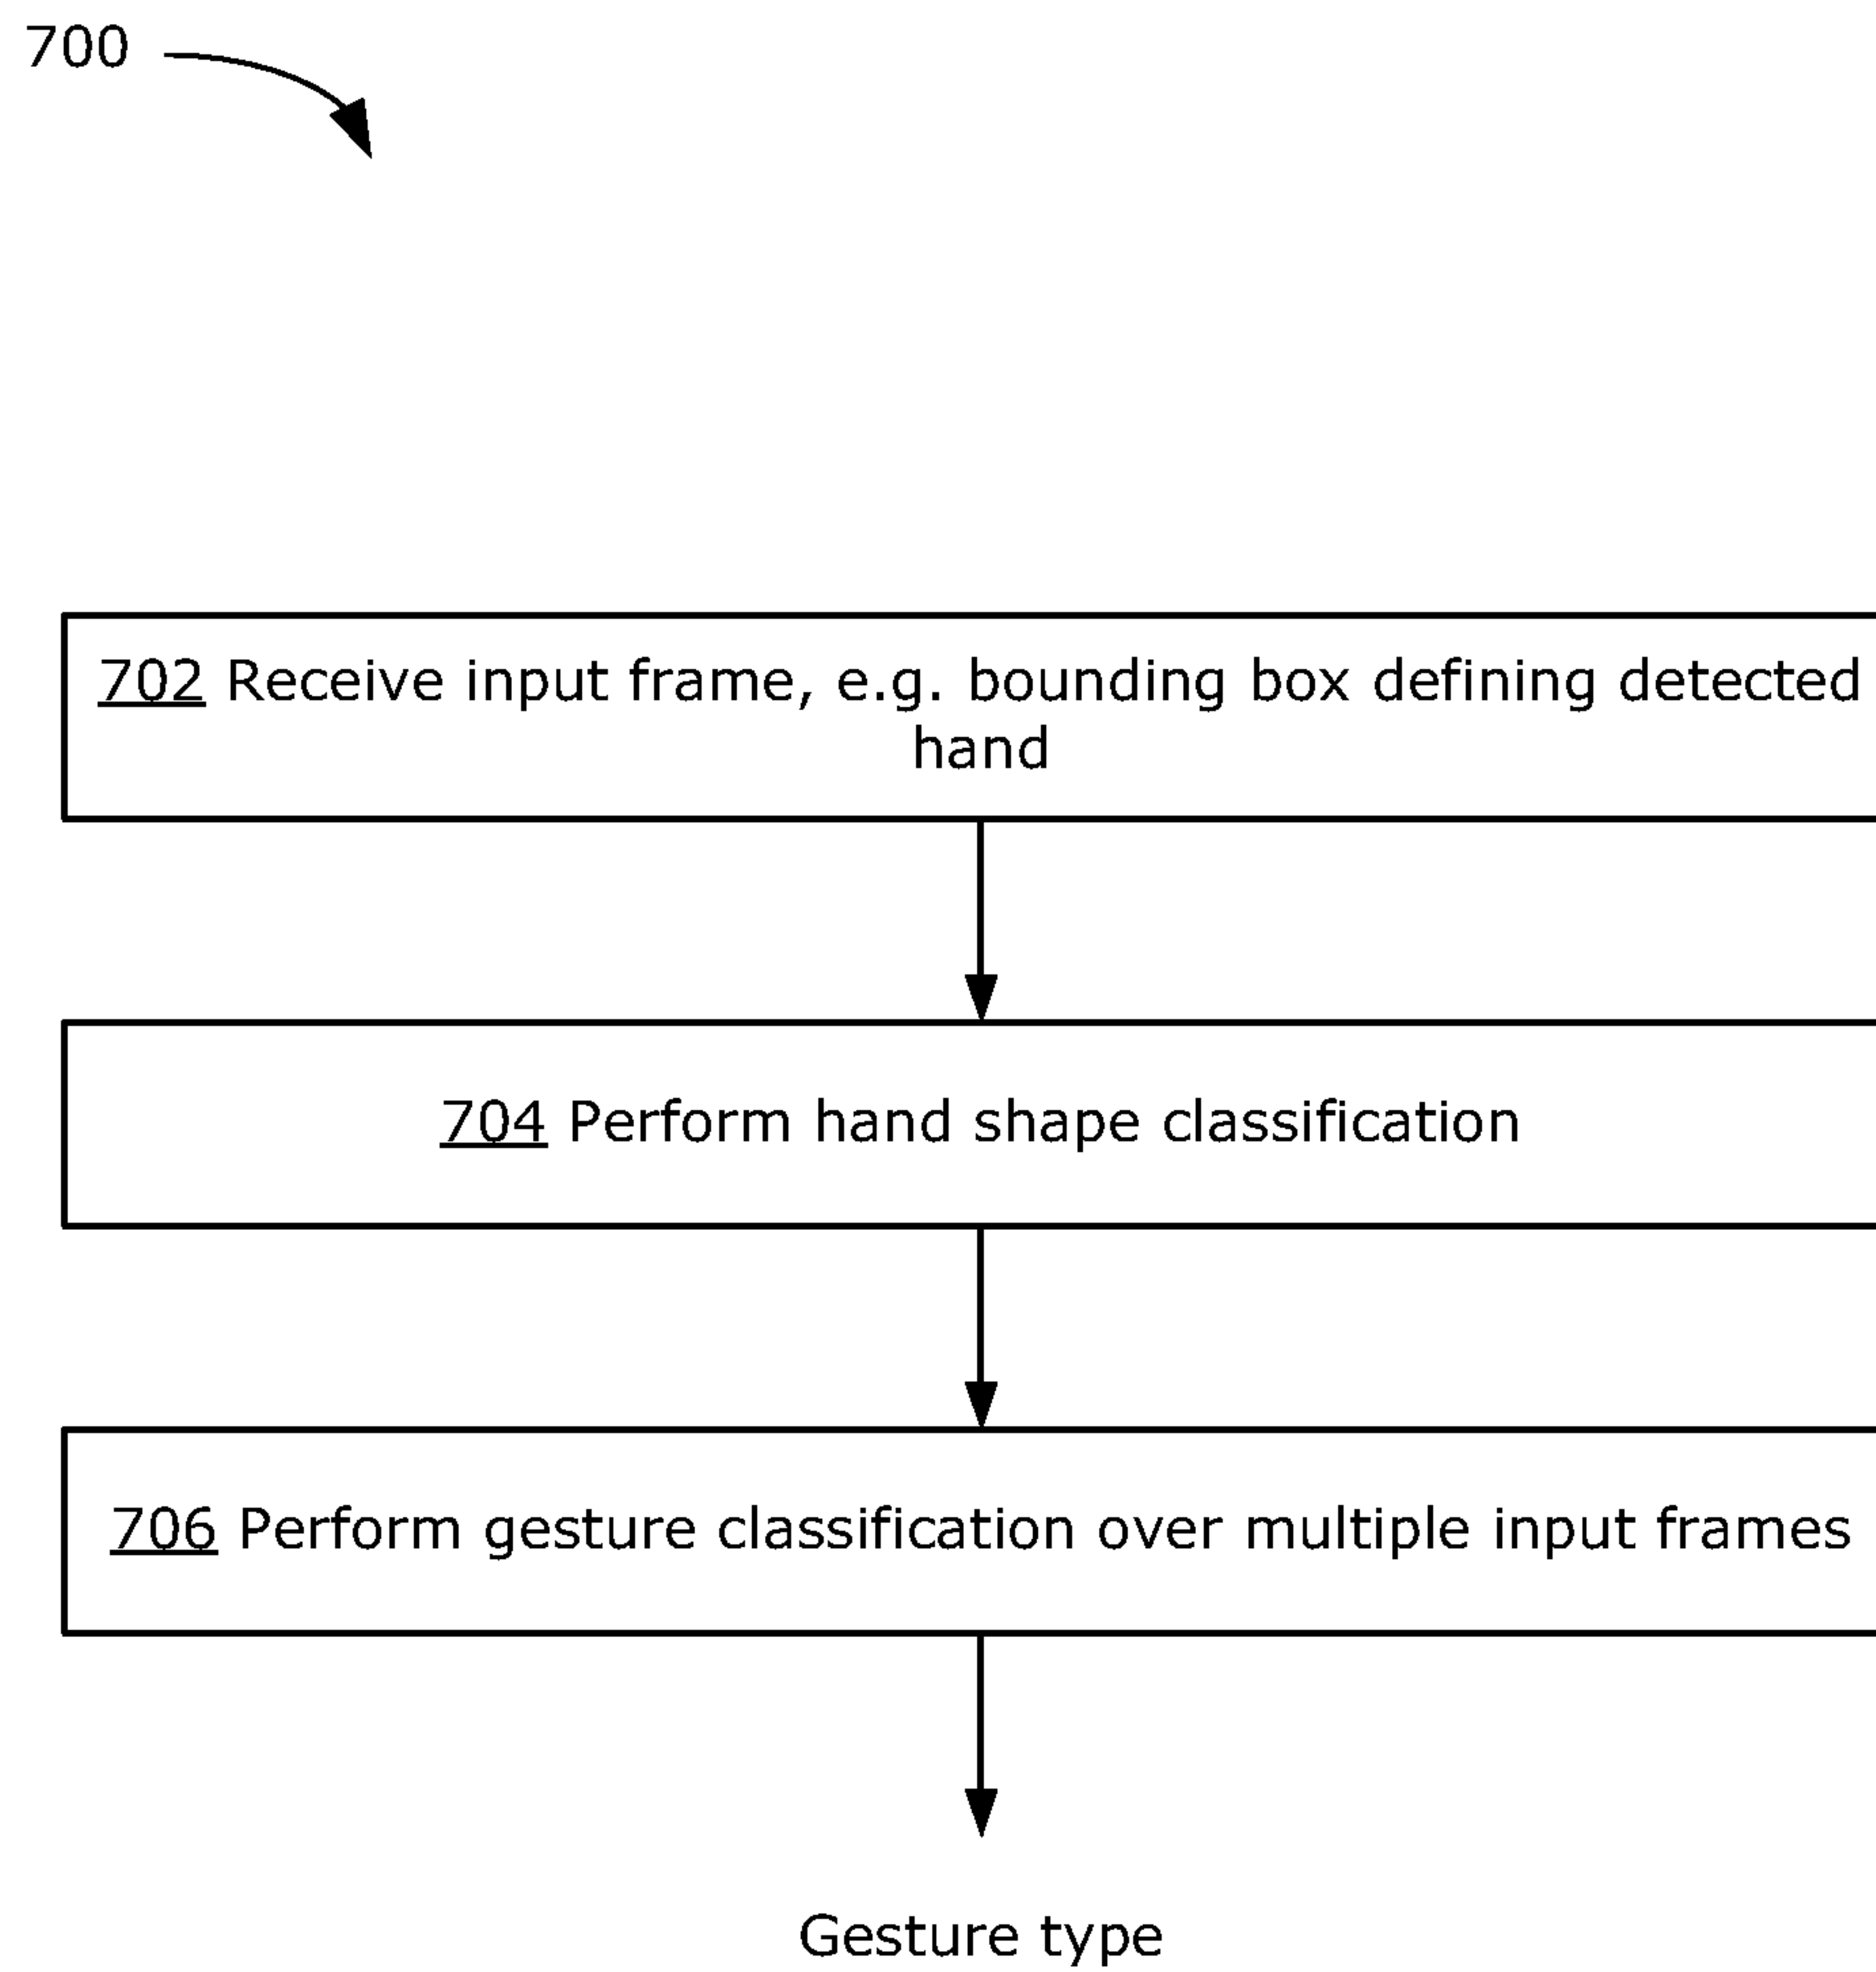 700
702 Receive input frame, e.g. bounding box defining detected
hand
704 Perform hand shape classification
706 Perform gesture classification over multiple input frames
Gesture type